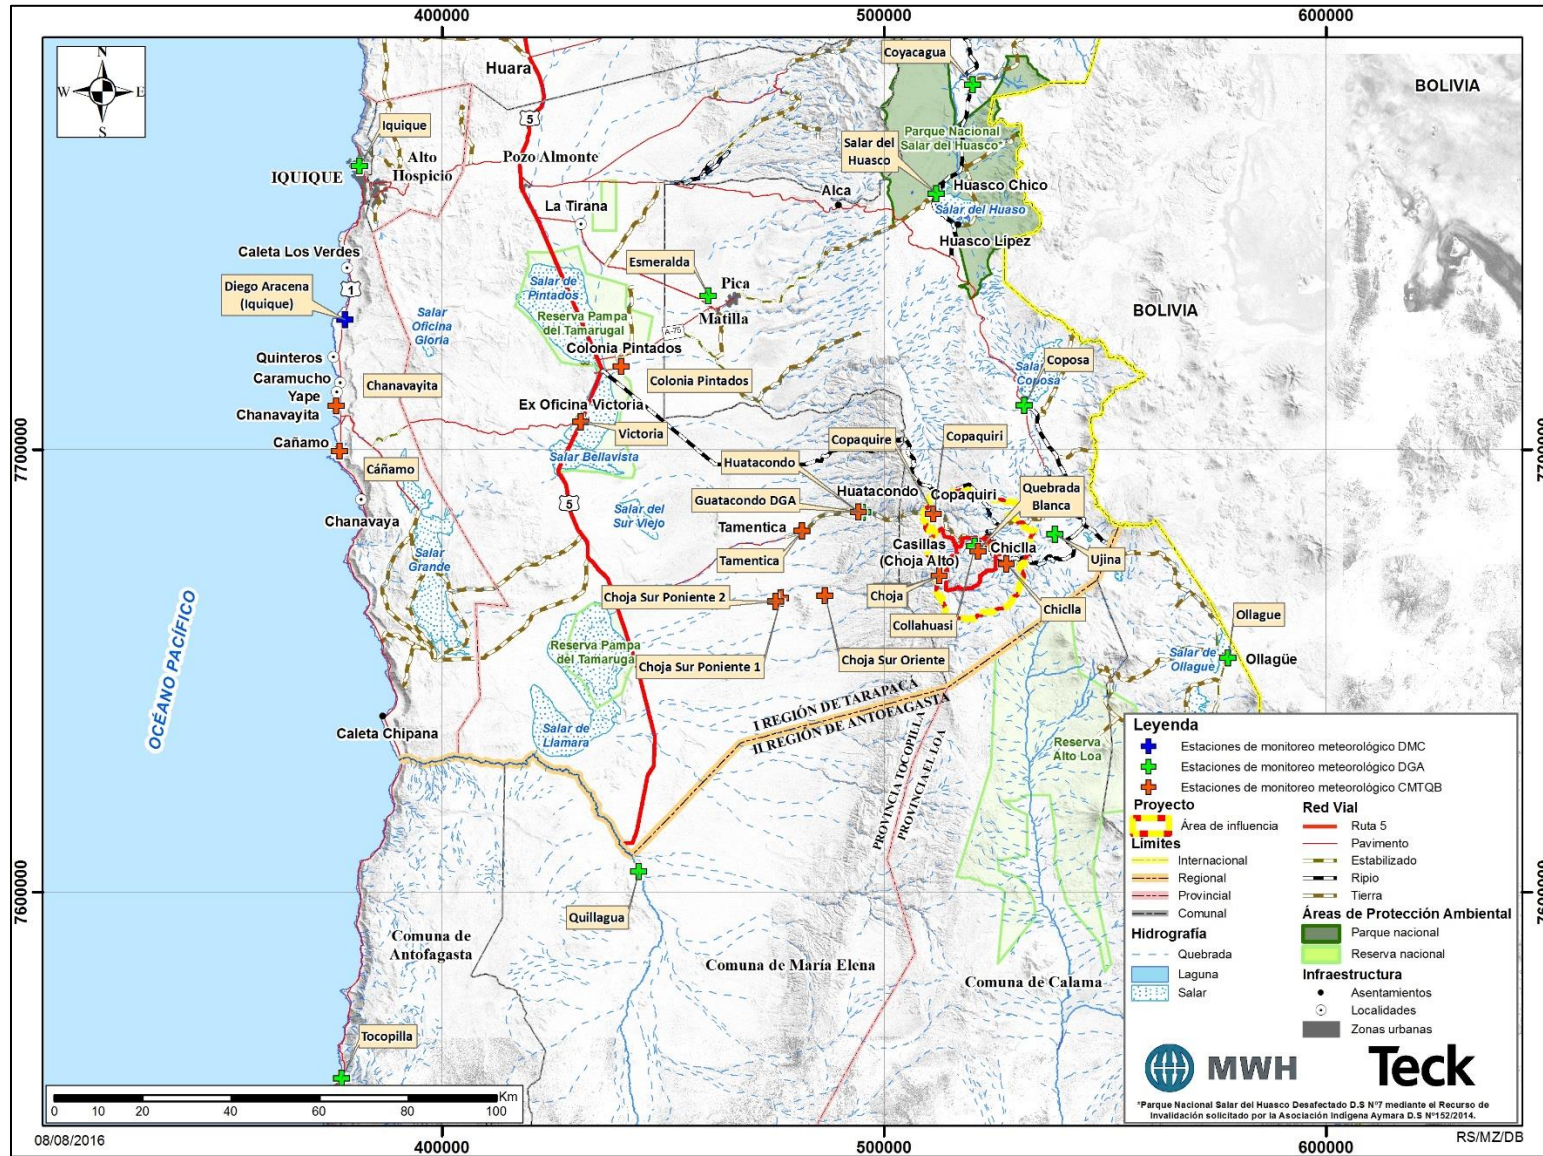 400000
500000
600000
N
W
E
S
Huara
5
Coyacagua
BOLIVIA
BOLIVIA
Iquique
Alto
Hospicio
IQUIQUE
Pozo Almonte
Parque Nacional
Salar del Huasco*
Salar del
Huasco
Huasco Chico
Alca
Salar del Huaso
La Tirana
Huasco Lipez
Caleta Los Verdes
Esmeralda
1
Diego Aracena
(Iquique)
Salar de
Pintados
Pica
Matilla
BOLIVIA
Salar
Oficina
Gloria
Reserva Pampa
del Tamarugal
A-75
Colonia Pintados
Quinteros
Caramucho
Yape
Chanavayita
Chanavayita
Colonia Pintados
Salar
Coposa
Coposa
Ex Oficina Victoria
Victoria
Cañamo
Cáñamo
Salar Bellavista
Copaquire
Copaquiri
7700000
7700000
Huatacondo
Huatacondo
Copaquiri
Quebrada
Blanca
Guatacondo DGA
5
Chanavaya
Salar del
Sur Viejo
Tamentica
Tamentica
Casillas
(Choja Alto)
Chiclla
Ujina
Salar
Grande
Choja Sur Poniente 2
Choja
Chiclla
Collahuasi
Ollague
Choja Sur Poniente 1
Choja Sur Oriente
Reserva Pampa
del Tamaruga
Salar de
Ollague
Ollagüe
OCÉANO PACÍFICO
I REGIÓN DE TARAPACÁ
II REGIÓN DE ANTOFAGASTA
Caleta Chipana
Salar de
Llamara
PROVINCIA TOCOPILLA
PROVINCIA EL LOA
Reserva
Alto Loa
Quillagua
7600000
7600000
Comuna de
Antofagasta
Comuna de María Elena
Comuna de Calama
Tocopilla
Leyenda
Estaciones de monitoreo meteorológico DMC
Estaciones de monitoreo meteorológico DGA
Estaciones de monitoreo meteorológico CMTQB
Proyecto
Área de influencia
Límites
Internacional
Regional
Provincial
Comunal
Hidrografía
Quebrada
Laguna
Salar
Red Vial
Ruta 5
Pavimento
Estabilizado
Ripio
Tierra
Áreas de Protección Ambiental
Parque nacional
Reserva nacional
Infraestructura
Asentamientos
Localidades
Zonas urbanas
MWH
Teck
*Parque Nacional Salar del Huasco Desafectado D.S Nº7 mediante el Recurso de
Invalidación solicitado por la Asociación Indígena Aymara D.S Nº152/2014.
0 10 20 40 60 80 100 Km
08/08/2016
400000
500000
600000
RS/MZ/DB